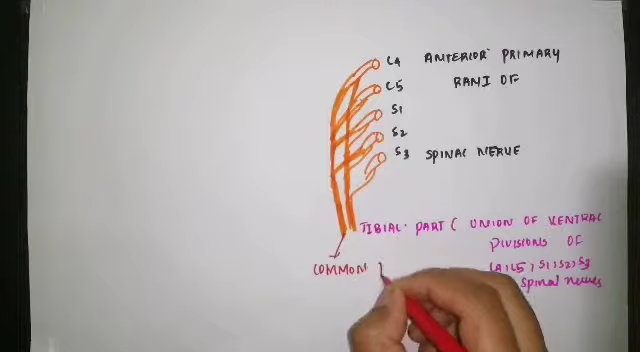 L4 ANTERIOR PRIMARY
L5 RAMI OF
S1
S2
S3 SPINAL NERVE
TIBIAL PART ( UNION OF VENTRAL
DIVISIONS OF
L4, L5, S1, S2, S3
spinal nerves
COMMON